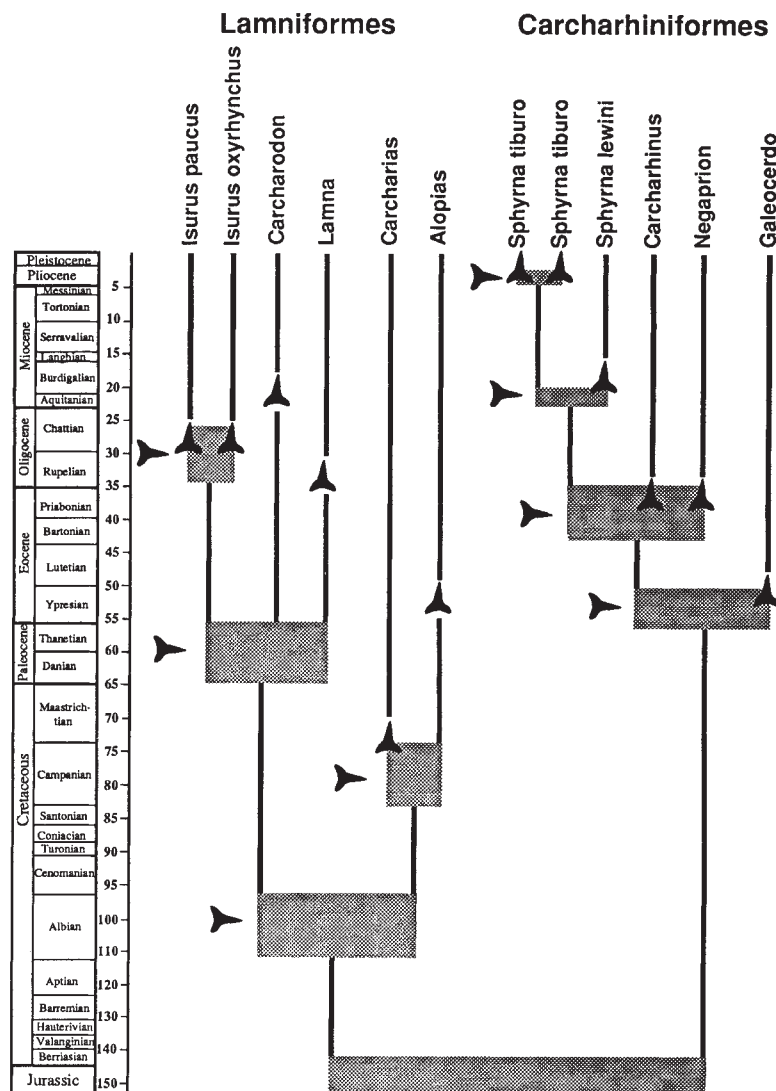 Lamniformes
Carcharhiniformes
Isurus paucus
Isurus oxyrhynchus
Carcharodon
Lamna
Carcharias
Alopias
Sphyrna tiburo
Sphyrna tiburo
Sphyrna lewini
Carcharhinus
Negaprion
Galeocerdo
Pleistocene
Pliocene
Miocene
Messinian
Tortonian
Serravalian
Langhian
Burdigalian
Aquitanian
Oligocene
Chattian
Rupelian
Eocene
Priabonian
Bartonian
Lutetian
Ypresian
Paleocene
Thanetian
Danian
Cretaceous
Maastrich-
tian
Campanian
Santonian
Coniacian
Turonian
Cenomanian
Albian
Aptian
Barremian
Hauterivian
Valanginian
Berriasian
Jurassic
5
10
15
20
25
30
35
40
45
50
55
60
65
70
75
80
85
90
95
100
110
120
130
140
150